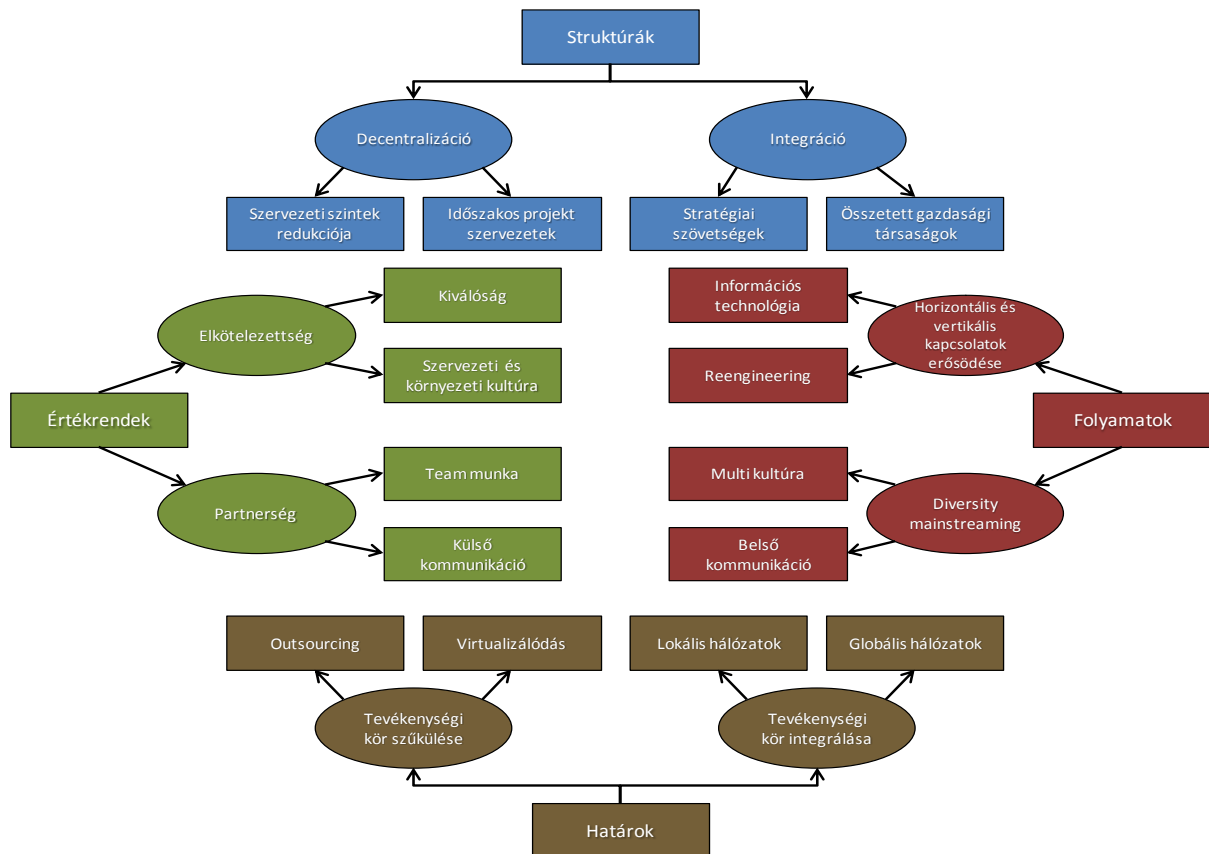 Struktúrák
Decentralizáció
Integráció
Szervezeti szintek
redukciója
Időszakos projekt
szervezetek
Stratégiai
szövetségek
Összetett gazdasági
társaságok
Értékrendek
Elkötelezettség
Kiválóság
Szervezeti és
környezeti kultúra
Partnerség
Team munka
Külső
kommunikáció
Folyamatok
Horizontális és
vertikális
kapcsolatok
erősödése
Információs
technológia
Reengineering
Diversity
mainstreaming
Multi kultúra
Belső
kommunikáció
Outsourcing
Virtualizálódás
Lokális hálózatok
Globális hálózatok
Tevékenységi
kör szűkülése
Tevékenységi
kör integrálása
Határok